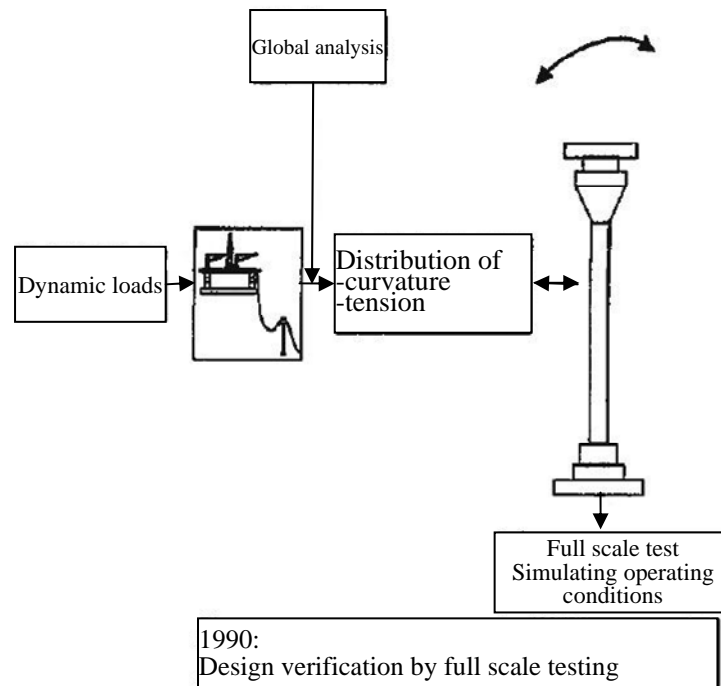 Global analysis
Dynamic loads
Distribution of
-curvature
-tension
Full scale test
Simulating operating
conditions
1990:
Design verification by full scale testing